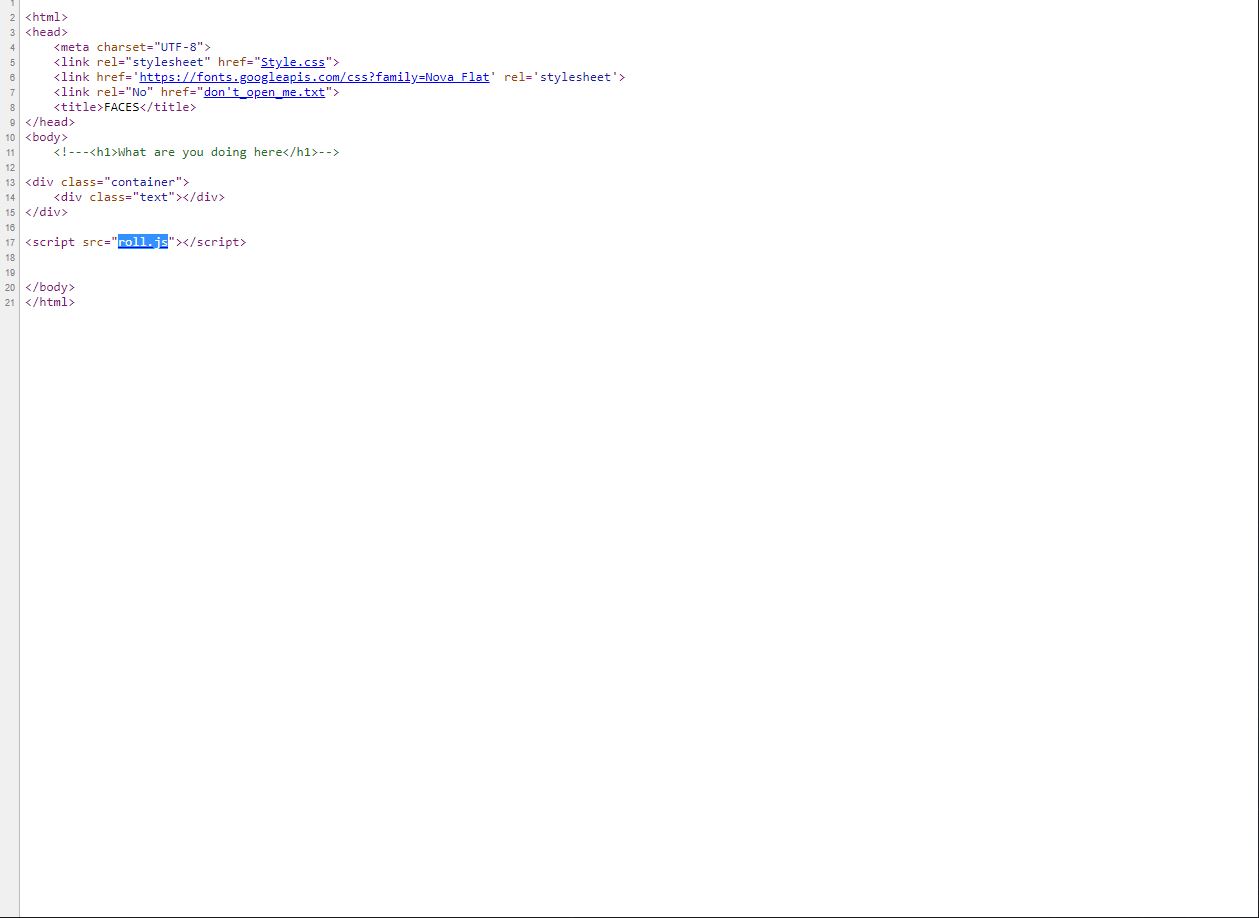 1
2 <html>
3 <head>
4 <meta charset="UTF-8">
5 <link rel="stylesheet" href="Style.css">
6 <link href='https://fonts.googleapis.com/css?family=Nova Flat' rel='stylesheet'>
7 <link rel="No" href="don't_open_me.txt">
8 <title>FACES</title>
9 </head>
10 <body>
11 <!---<h1>What are you doing here</h1>-->
12
13 <div class="container">
14 <div class="text"></div>
15 </div>
16
17 <script src="roll.js"></script>
18
19
20 </body>
21 </html>